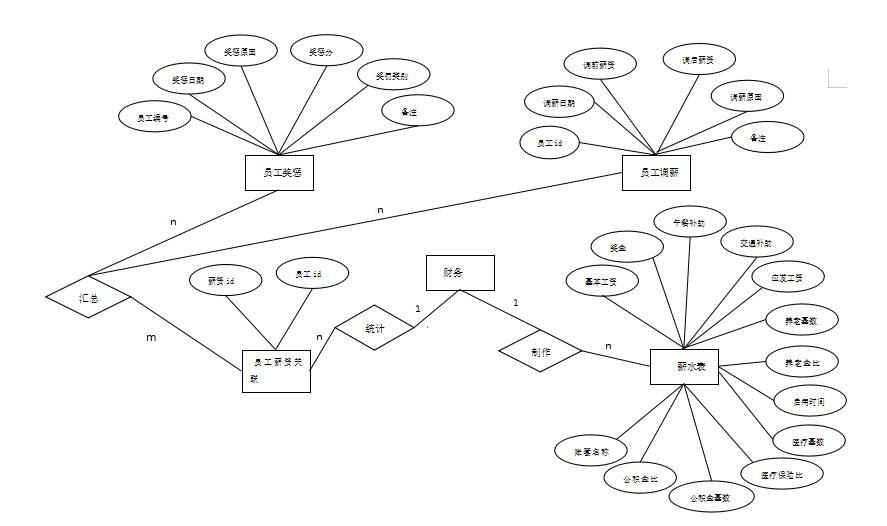 奖惩原因
奖惩分
奖惩日期
奖罚类别
员工编号
备注
调前薪资
调后薪资
调薪日期
调薪原因
员工id
备注
员工奖惩
员工调薪
n
n
午餐补助
奖金
交通补助
基本工资
应发工资
养老基数
薪资id
员工id
财务
汇总
统计
1
1
m
n
n
制作
员工薪资关
联
薪水表
养老金比
启用时间
医疗基数
账套名称
公积金比
医疗保险比
公积金基数